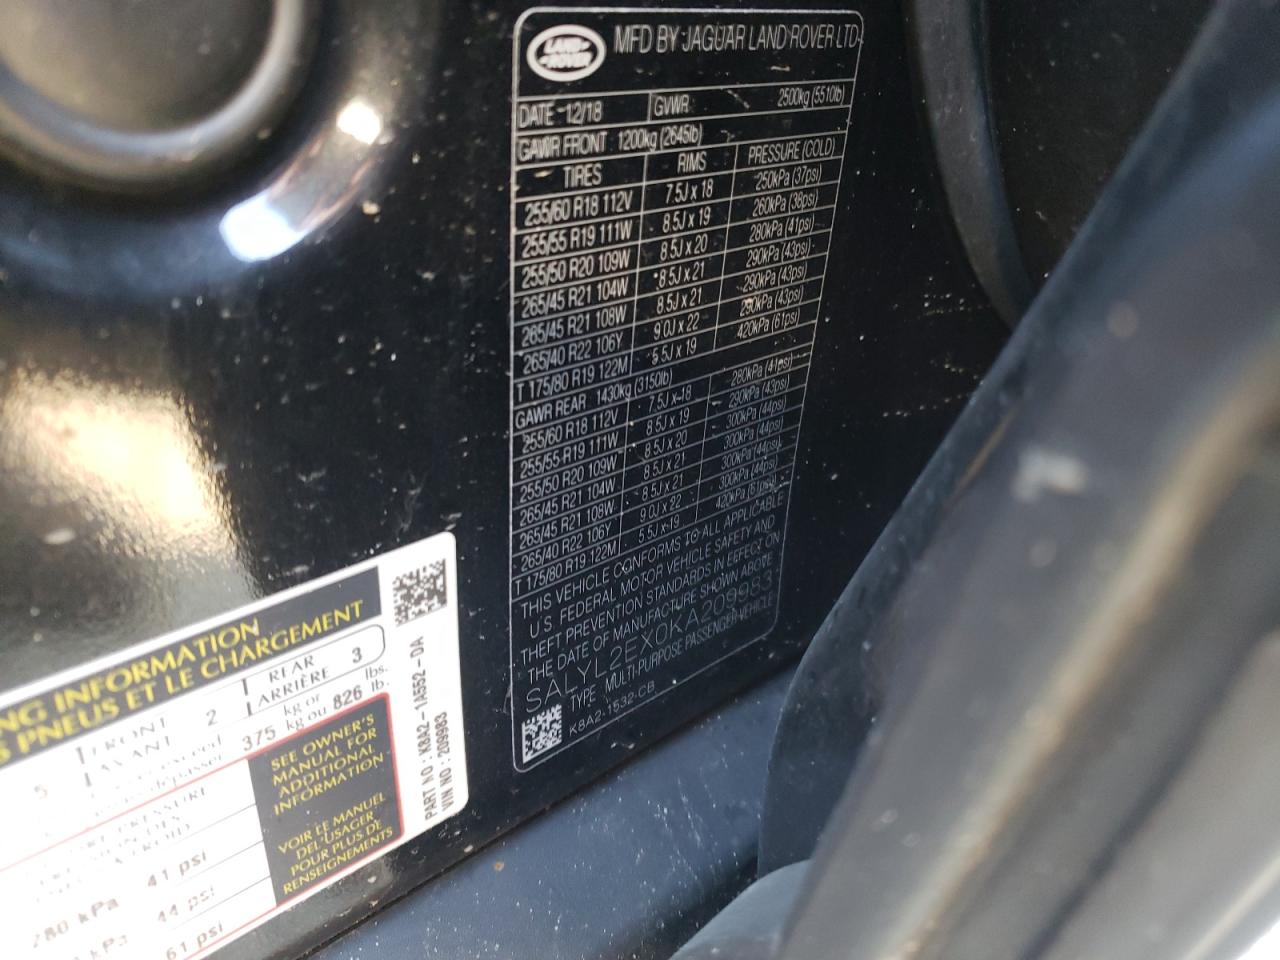 LAND ROVER
MFD BY JAGUAR LAND ROVER LTD
DATE 12/18 GVWR 2500kg (5510lb)
GAWR FRONT 1200kg (2645lb)
TIRES RIMS PRESSURE (COLD)
255/60 R18 112V 7.5J x 18 250kPa (37psi)
255/55 R19 111W 8.5J x 19 260kPa (38psi)
255/50 R20 109W 8.5J x 20 280kPa (41psi)
265/45 R21 104W 8.5J x 21 290kPa (43psi)
265/45 R21 108W 8.5J x 21 290kPa (43psi)
265/40 R22 106Y 9.0J x 22 290kPa (43psi)
T 175/80 R19 122M 5.5J x 19 420kPa (61psi)
GAWR REAR 1430kg (3150lb)
255/60 R18 112V 7.5J x 18 280kPa (41psi)
255/55 R19 111W 8.5J x 19 290kPa (43psi)
255/50 R20 109W 8.5J x 20 300kPa (44psi)
265/45 R21 104W 8.5J x 21 300kPa (44psi)
265/45 R21 108W 8.5J x 21 300kPa (44psi)
265/40 R22 106Y 9.0J x 22 300kPa (44psi)
T 175/80 R19 122M 5.5J x 19 420kPa (61psi)
THIS VEHICLE CONFORMS TO ALL APPLICABLE
U.S. FEDERAL MOTOR VEHICLE SAFETY AND
THEFT PREVENTION STANDARDS IN EFFECT ON
THE DATE OF MANUFACTURE SHOWN ABOVE
SALYL2EX0KA209983
TYPE MULTI-PURPOSE PASSENGER VEHICLE
K8A2-1532-CB
NG INFORMATION
S PNEUS ET LE CHARGEMENT
5 FRONT AVANT 2 REAR ARRIÈRE 3
exceed 375 kg or 826 lbs.
dépasser kg ou lb.
SEE OWNER'S
MANUAL FOR
ADDITIONAL
INFORMATION
VOIR LE MANUEL
DE L'USAGER
POUR PLUS DE
RENSEIGNEMENTS
280 kPa 41 psi
kPa 44 psi
61 psi
PART NO : K8A2-1A552-DA
VIN NO : 209983